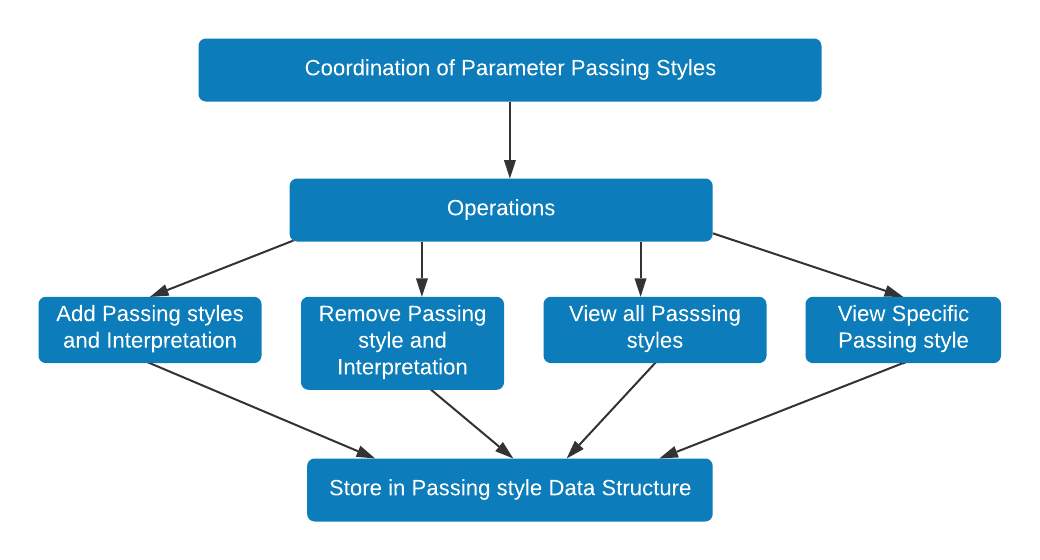 Coordination of Parameter Passing Styles
Operations
Add Passing styles
and Interpretation
Remove Passing
style and
Interpretation
View all Passsing
styles
View Specific
Passing style
Store in Passing style Data Structure